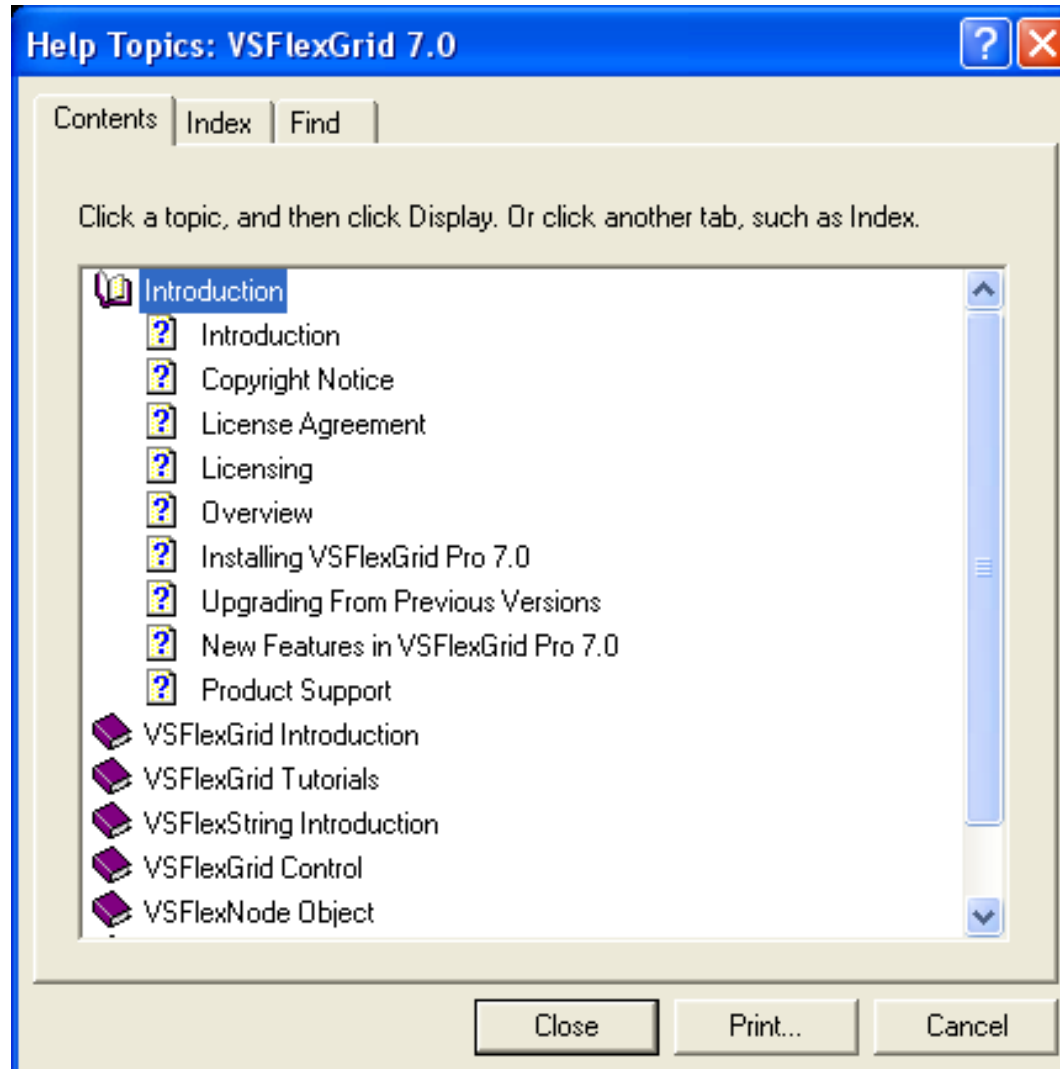 Help Topics: VSFlexGrid 7.0
Contents Index Find
Click a topic, and then click Display. Or click another tab, such as Index.
Introduction
Introduction
Copyright Notice
License Agreement
Licensing
Overview
Installing VSFlexGrid Pro 7.0
Upgrading From Previous Versions
New Features in VSFlexGrid Pro 7.0
Product Support
VSFlexGrid Introduction
VSFlexGrid Tutorials
VSFlexString Introduction
VSFlexGrid Control
VSFlexNode Object
Close Print... Cancel